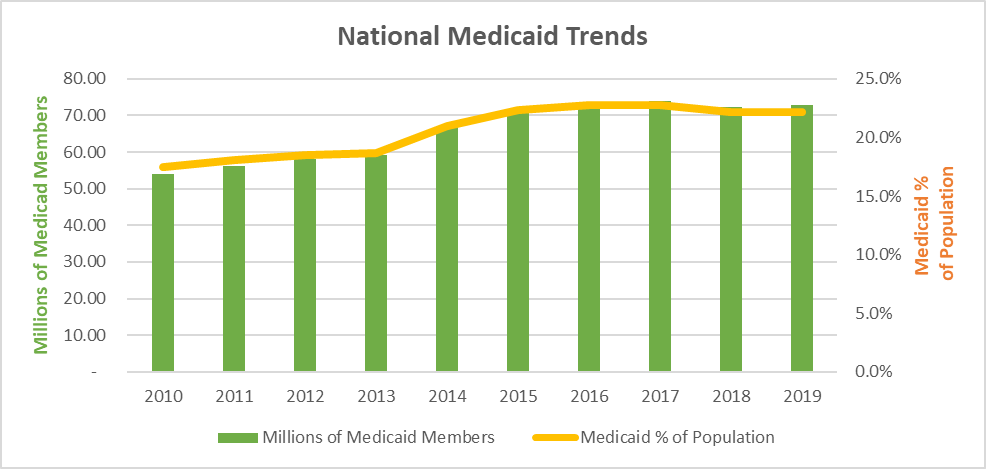 National Medicaid Trends
Millions of Medicad Members
80.00
70.00
60.00
50.00
40.00
30.00
20.00
10.00
-
25.0%
20.0%
15.0%
10.0%
5.0%
0.0%
Medicaid %
of Population
2010 2011 2012 2013 2014 2015 2016 2017 2018 2019
Millions of Medicaid Members Medicaid % of Population